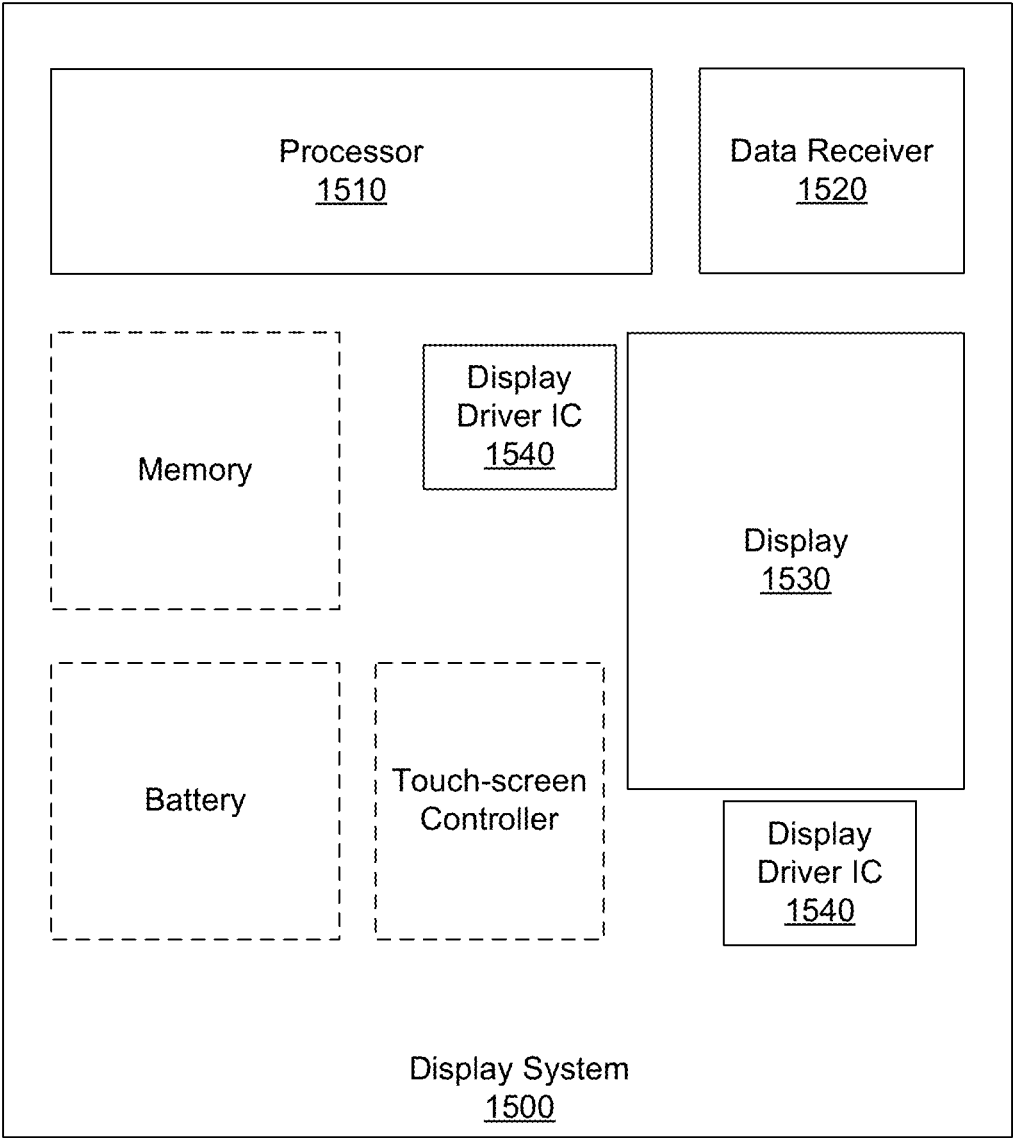 Processor
1510
Data Receiver
1520
Memory
Display
Driver IC
1540
Display
1530
Battery
Touch-screen
Controller
Display
Driver IC
1540
Display System
1500